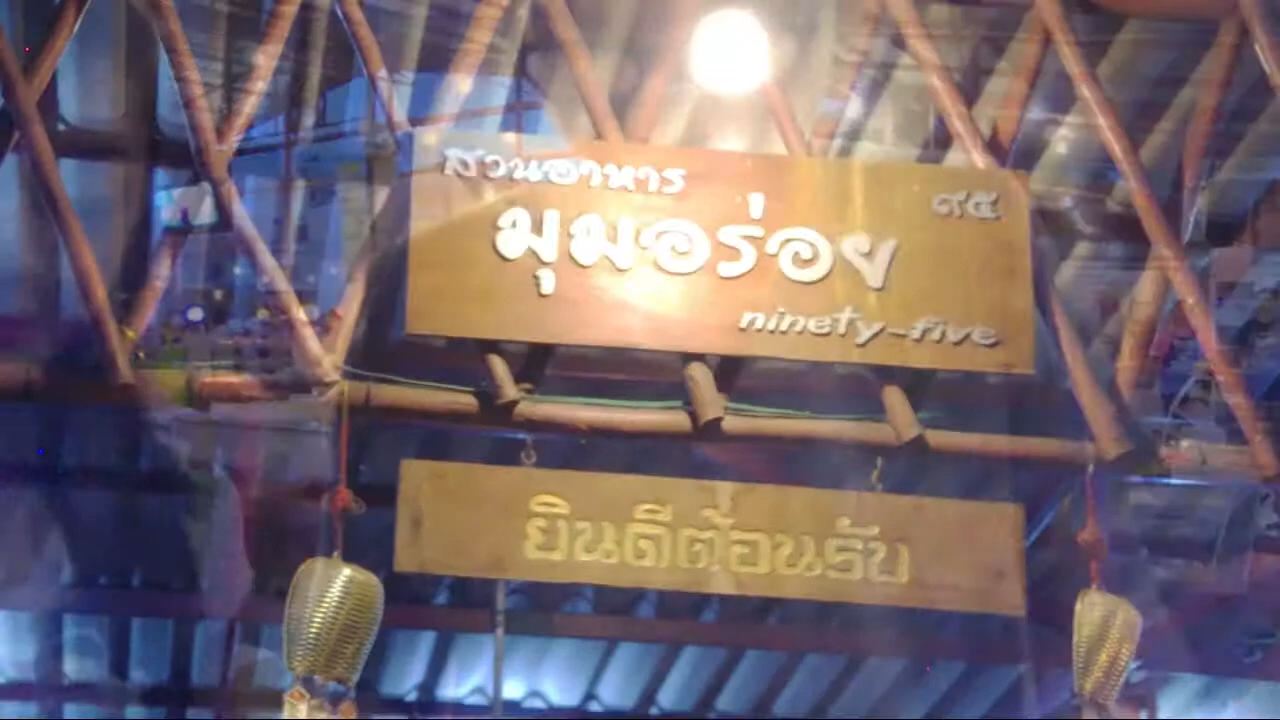 สวนอาหาร
มุมอร่อย ๙๕
ninety-five
ยินดีต้อนรับ